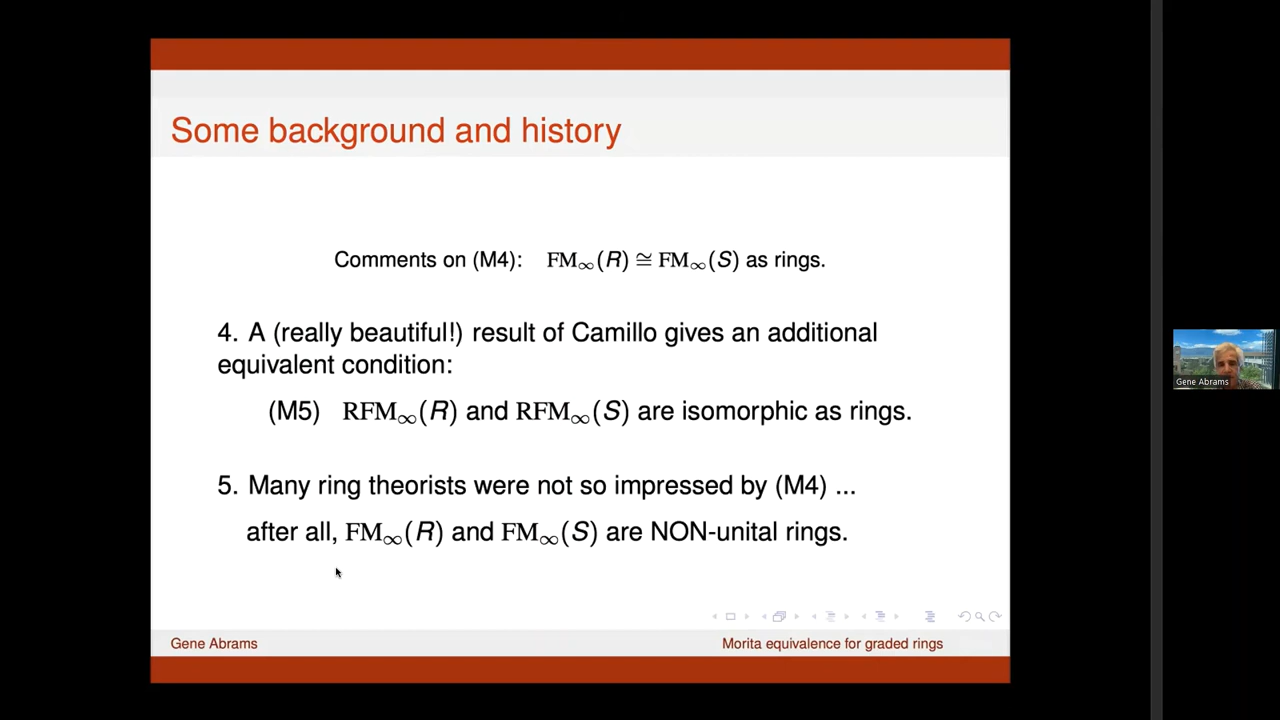 Some background and history
Comments on (M4): FM∞(R) ≅ FM∞(S) as rings.
4. A (really beautiful!) result of Camillo gives an additional
equivalent condition:
(M5) RFM∞(R) and RFM∞(S) are isomorphic as rings.
5. Many ring theorists were not so impressed by (M4) ...
after all, FM∞(R) and FM∞(S) are NON-unital rings.
Gene Abrams
Morita equivalence for graded rings
Gene Abrams